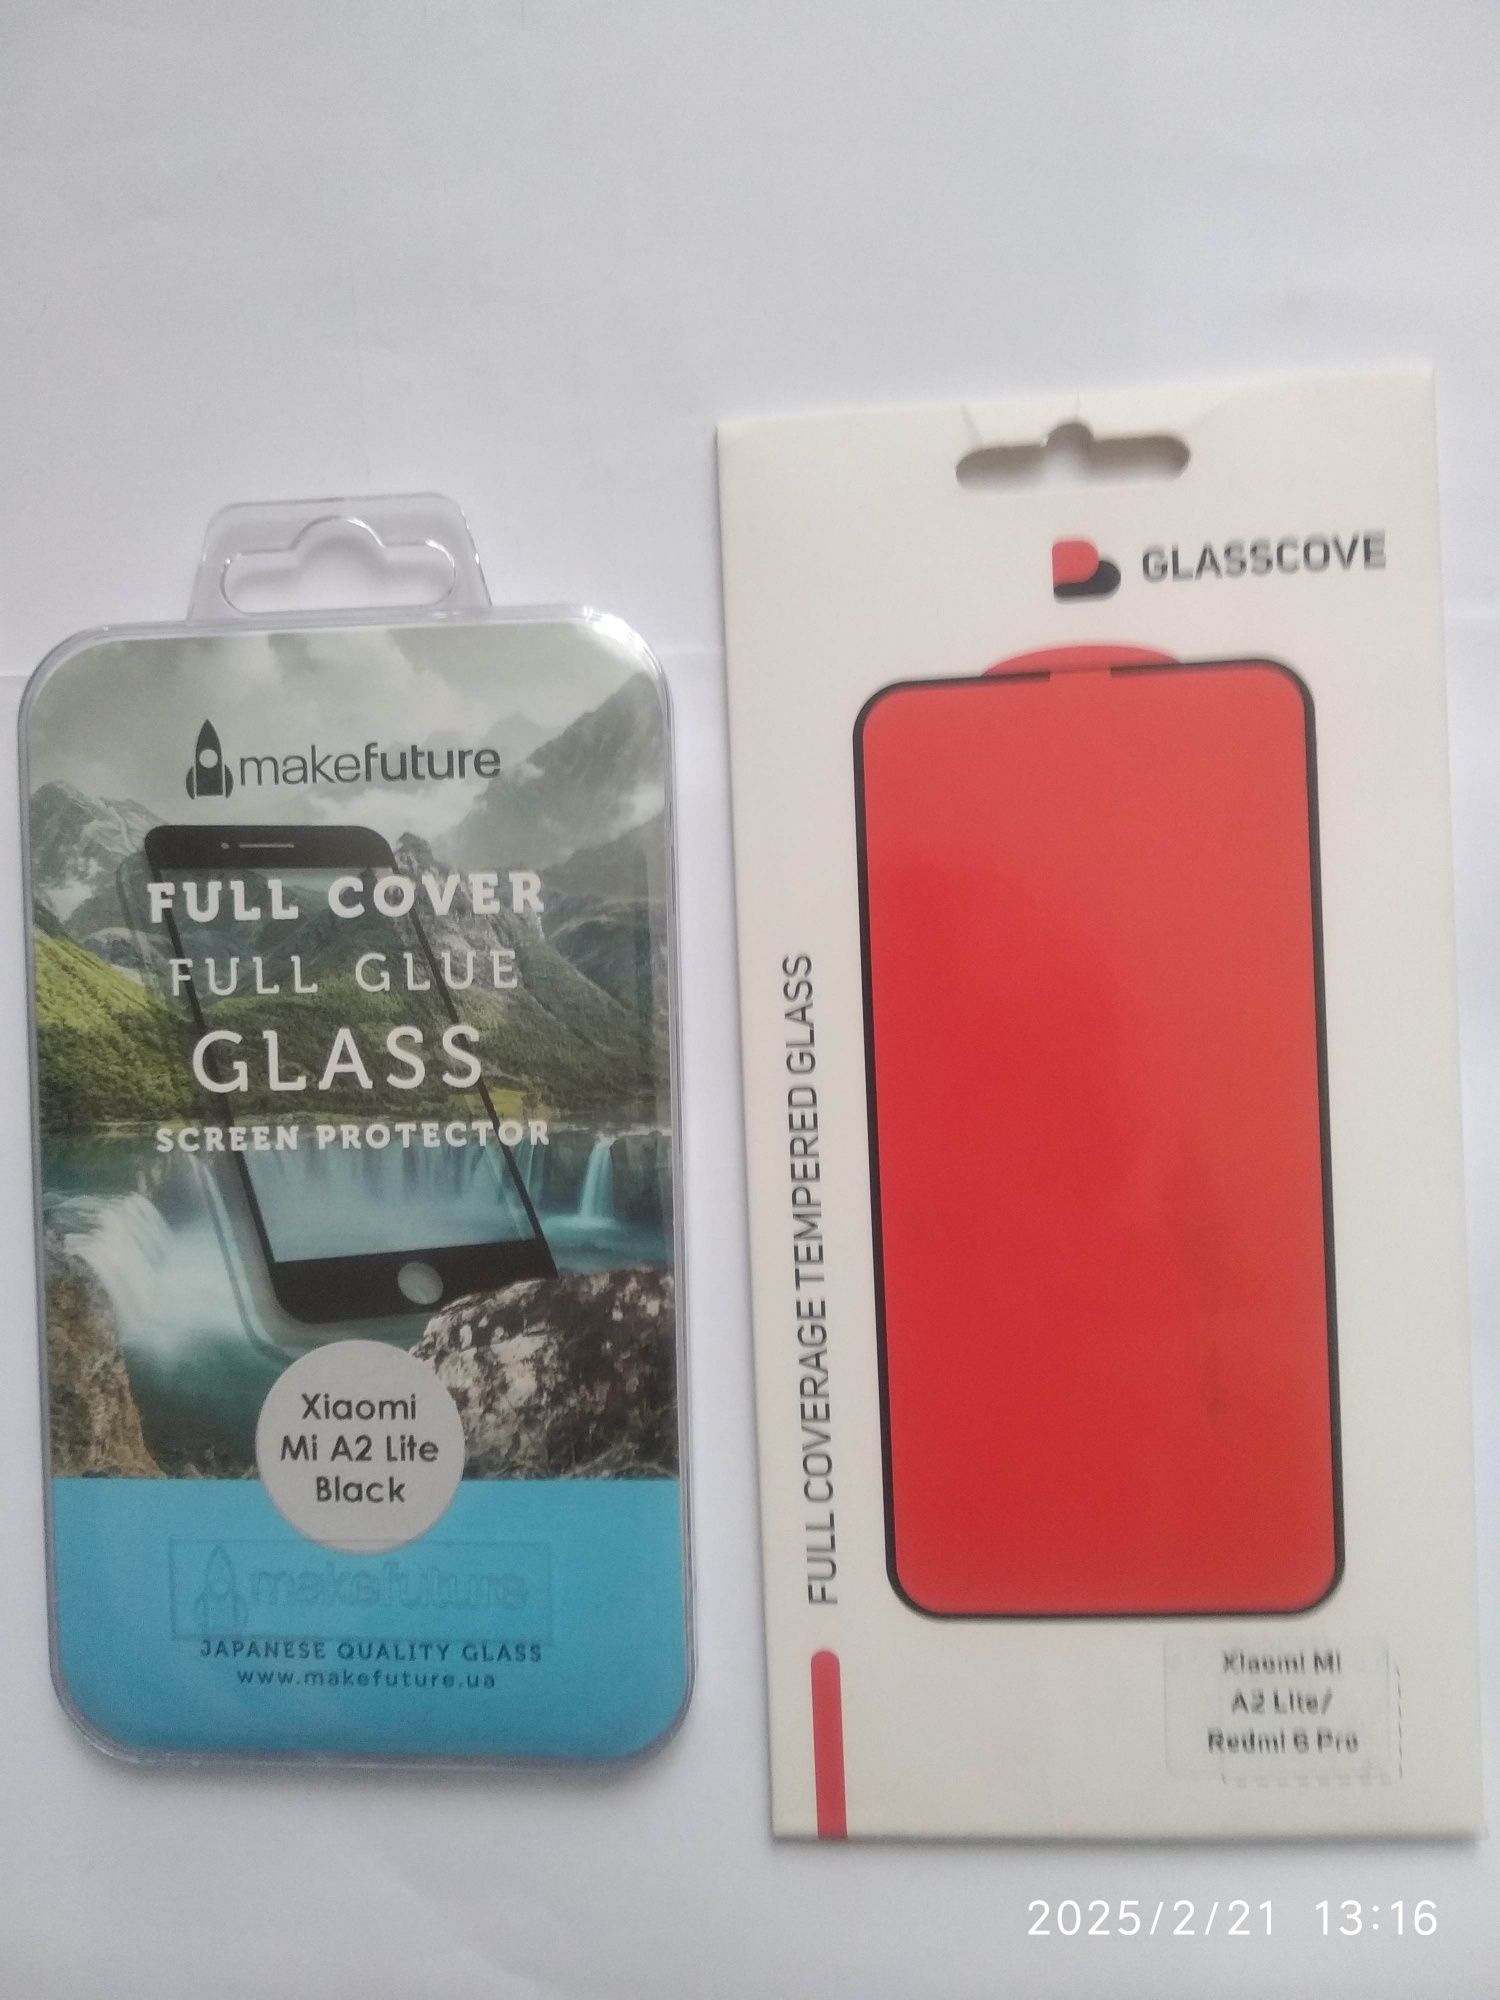 makefuture
FULL COVER
FULL GLUE
GLASS
SCREEN PROTECTOR
Xiaomi
Mi A2 Lite
Black
makefuture
JAPANESE QUALITY GLASS
www.makefuture.ua
GLASSCOVE
FULL COVERAGE TEMPERED GLASS
Xiaomi Mi
A2 Lite/
Redmi 6 Pro
2025/2/21 13:16